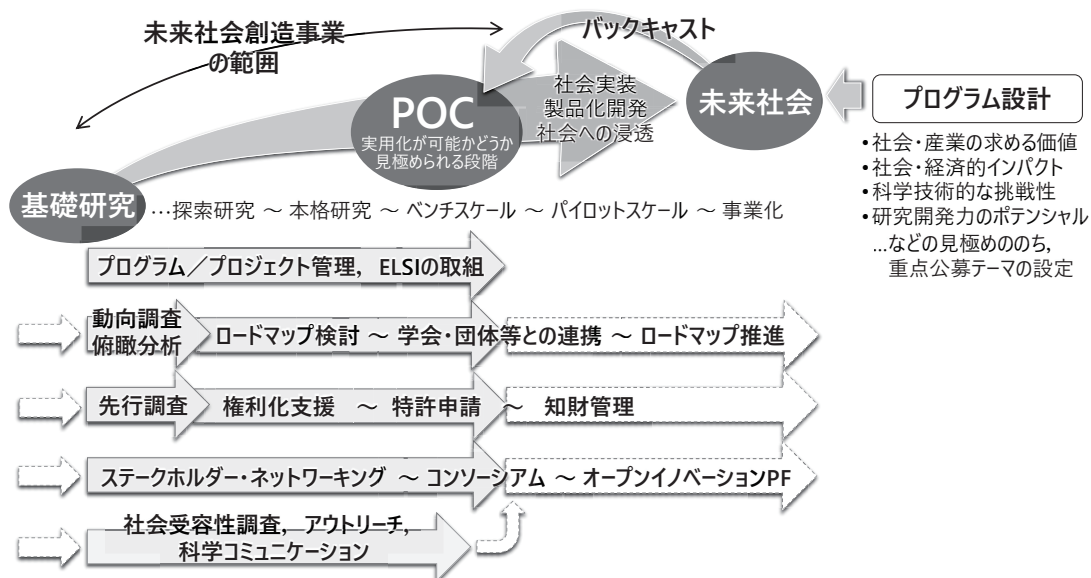 未来社会創造事業
の範囲
バックキャスト
POC
実用化が可能かどうか
見極められる段階
社会実装
製品化開発
社会への浸透
未来社会
プログラム設計
•社会・産業の求める価値
•社会・経済的インパクト
•科学技術的な挑戦性
•研究開発力のポテンシャル
…などの見極めののち,
重点公募テーマの設定
基礎研究
…探索研究 ～ 本格研究 ～ ベンチスケール ～ パイロットスケール ～ 事業化
プログラム／プロジェクト管理, ELSIの取組
動向調査
俯瞰分析
ロードマップ検討 ～ 学会・団体等との連携 ～ ロードマップ推進
先行調査
権利化支援 ～ 特許申請 ～ 知財管理
ステークホルダー・ネットワーキング ～ コンソーシアム ～ オープンイノベーションPF
社会受容性調査, アウトリーチ,
科学コミュニケーション